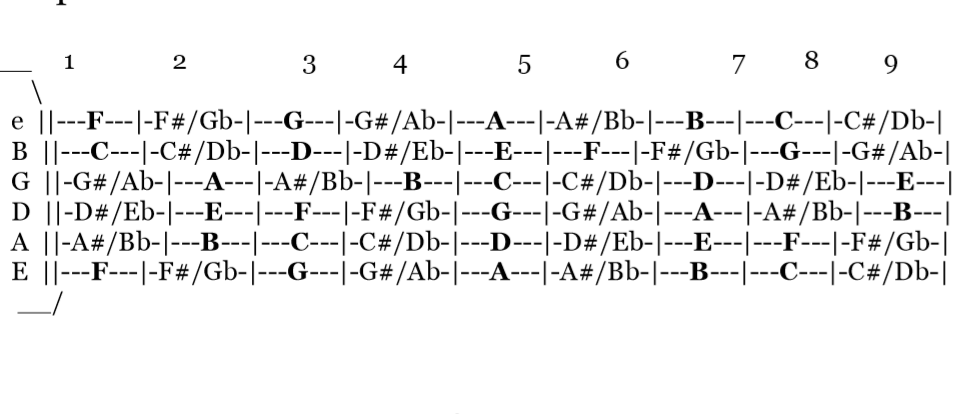 1 2 3 4 5 6 7 8 9
e ||---F---|-F#/Gb-|---G---|-G#/Ab-|---A---|-A#/Bb-|---B---|---C---|-C#/Db-|
B ||---C---|-C#/Db-|---D---|-D#/Eb-|---E---|---F---|-F#/Gb-|---G---|-G#/Ab-|
G ||-G#/Ab-|---A---|-A#/Bb-|---B---|---C---|-C#/Db-|---D---|-D#/Eb-|---E---|
D ||-D#/Eb-|---E---|---F---|-F#/Gb-|---G---|-G#/Ab-|---A---|-A#/Bb-|---B---|
A ||-A#/Bb-|---B---|---C---|-C#/Db-|---D---|-D#/Eb-|---E---|---F---|-F#/Gb-|
E ||---F---|-F#/Gb-|---G---|-G#/Ab-|---A---|-A#/Bb-|---B---|---C---|-C#/Db-|